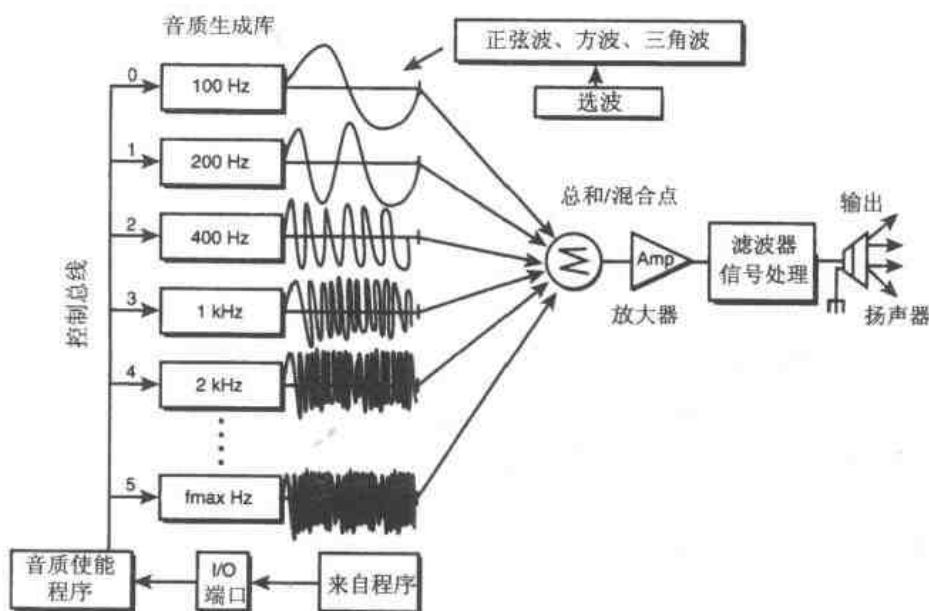 音质生成库
正弦波、方波、三角波
选波
0
100 Hz
1
200 Hz
2
400 Hz
3
1 kHz
4
2 kHz
5
fmax Hz
控制总线
总和/混合点
Σ
Amp
放大器
滤波器
信号处理
输出
扬声器
音质使能
程序
I/O
端口
来自程序